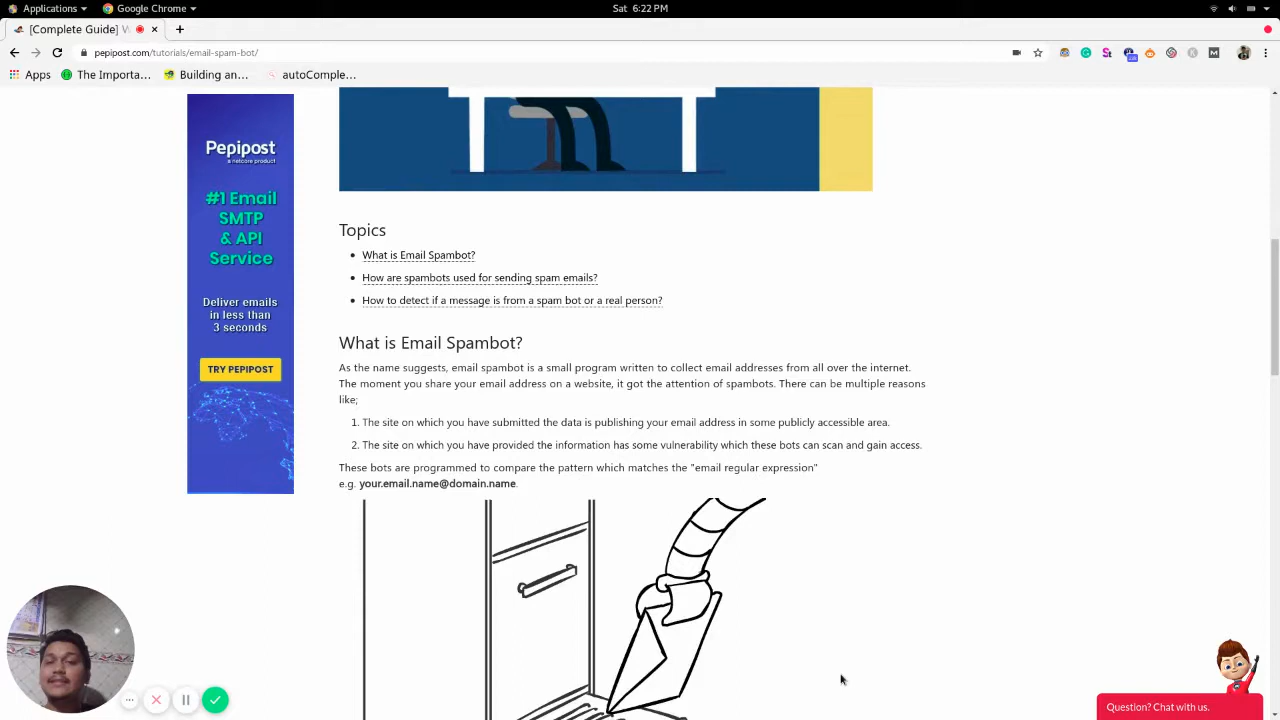 Applications
Google Chrome
Sat 6:22 PM
[Complete Guide]
pepipost.com/tutorials/email-spam-bot/
Apps
The Importa...
Building an...
autoComple...
Pepipost
a netcore product
#1 Email
SMTP
& API
Service
Deliver emails
in less than
3 seconds
TRY PEPIPOST
Topics
What is Email Spambot?
How are spambots used for sending spam emails?
How to detect if a message is from a spam bot or a real person?
What is Email Spambot?
As the name suggests, email spambot is a small program written to collect email addresses from all over the internet.
The moment you share your email address on a website, it got the attention of spambots. There can be multiple reasons
like;
1. The site on which you have submitted the data is publishing your email address in some publicly accessible area.
2. The site on which you have provided the information has some vulnerability which these bots can scan and gain access.
These bots are programmed to compare the pattern which matches the "email regular expression"
e.g. your.email.name@domain.name.
Question? Chat with us.